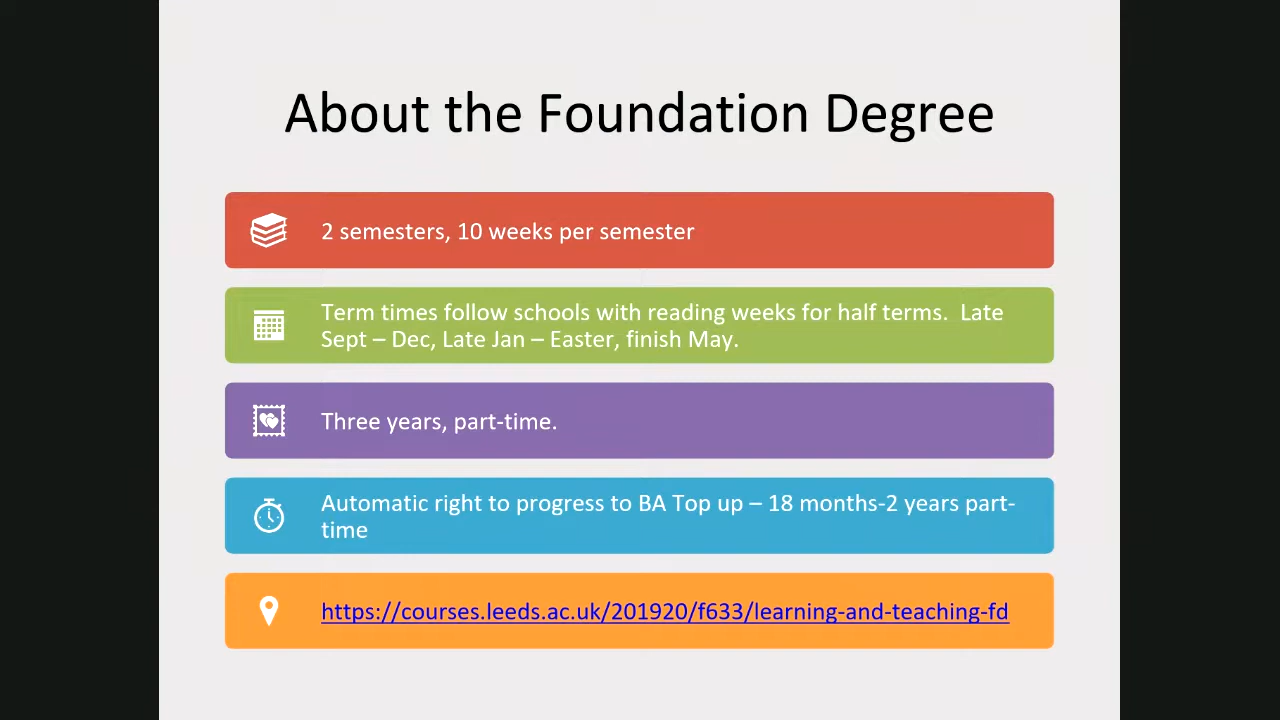 About the Foundation Degree
2 semesters, 10 weeks per semester
Term times follow schools with reading weeks for half terms.  Late
Sept – Dec, Late Jan – Easter, finish May.
Three years, part-time.
Automatic right to progress to BA Top up – 18 months-2 years part-
time
https://courses.leeds.ac.uk/201920/f633/learning-and-teaching-fd